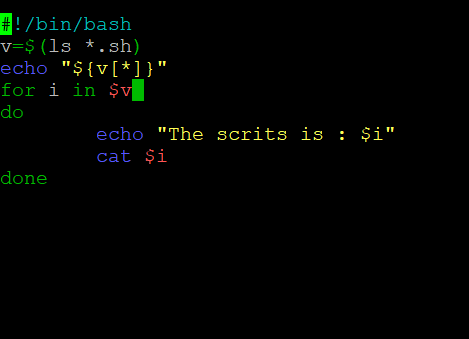 #!/bin/bash
v=$(ls *.sh)
echo "${v[*]}"
for i in $v
do
        echo "The scrits is : $i"
        cat $i
done